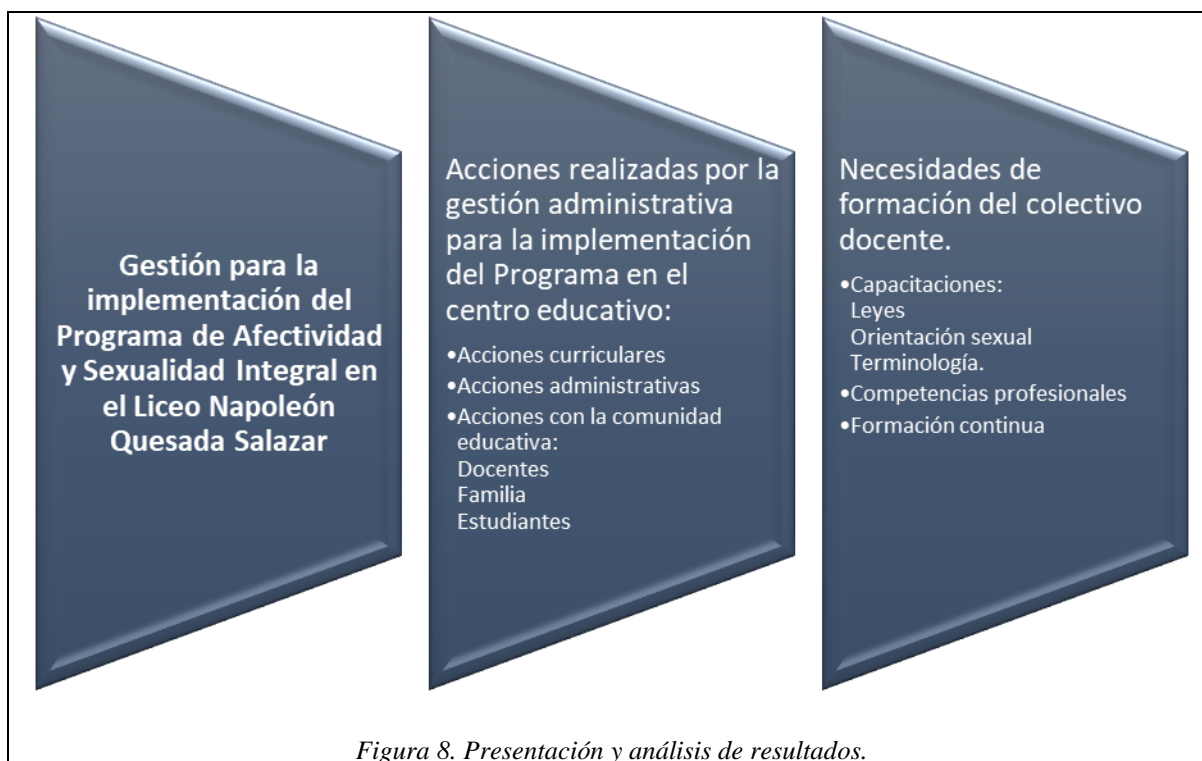 Gestión para la
implementación del
Programa de Afectividad
y Sexualidad Integral en
el Liceo Napoleón
Quesada Salazar
Acciones realizadas por la
gestión administrativa
para la implementación
del Programa en el
centro educativo:
•Acciones curriculares
•Acciones administrativas
•Acciones con la comunidad
educativa:
Docentes
Familia
Estudiantes
Necesidades de
formación del colectivo
docente.
•Capacitaciones:
Leyes
Orientación sexual
Terminología.
•Competencias profesionales
•Formación continua
Figura 8. Presentación y análisis de resultados.